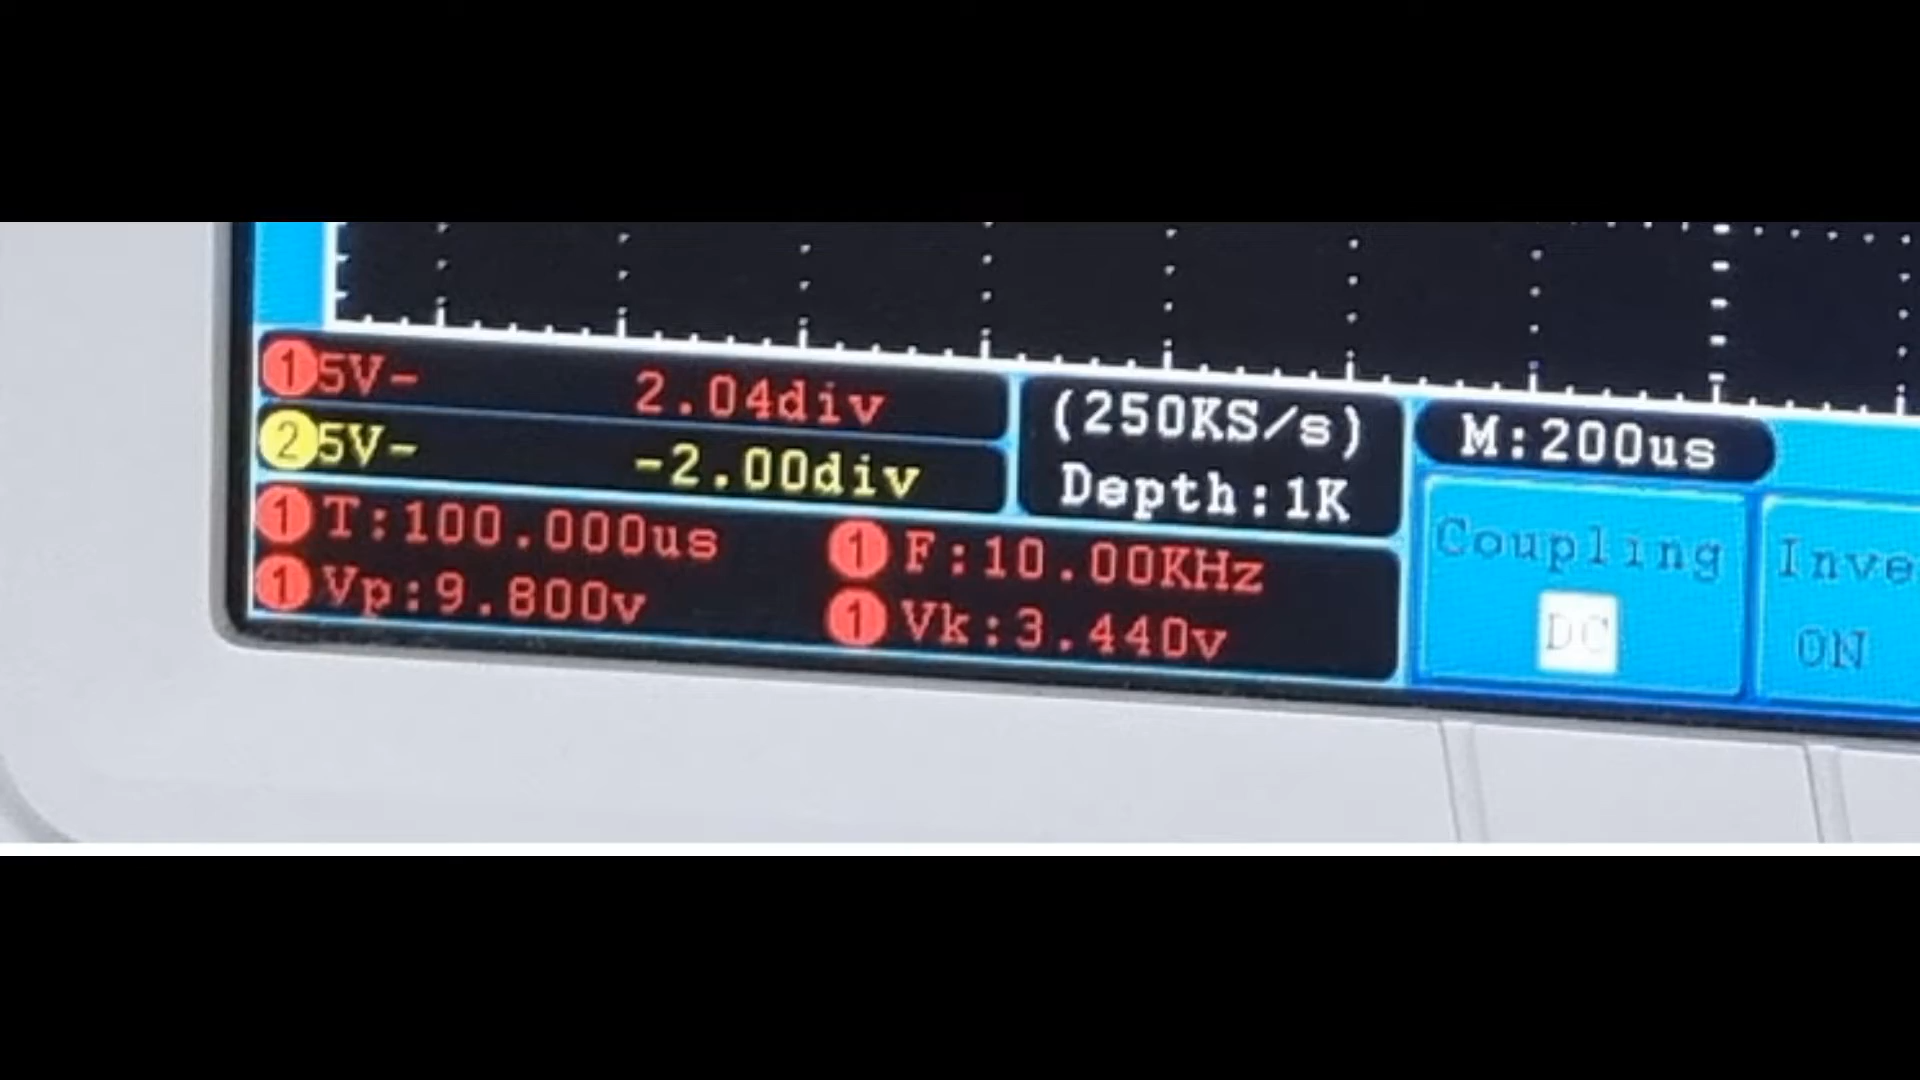 1 5V- 2.04div
2 5V- -2.00div
(250KS/s)
Depth:1K
M:200us
1 T:100.000us 1 F:10.00KHz
1 Vp:9.800v 1 Vk:3.440v
Coupling
DC
Inve
ON